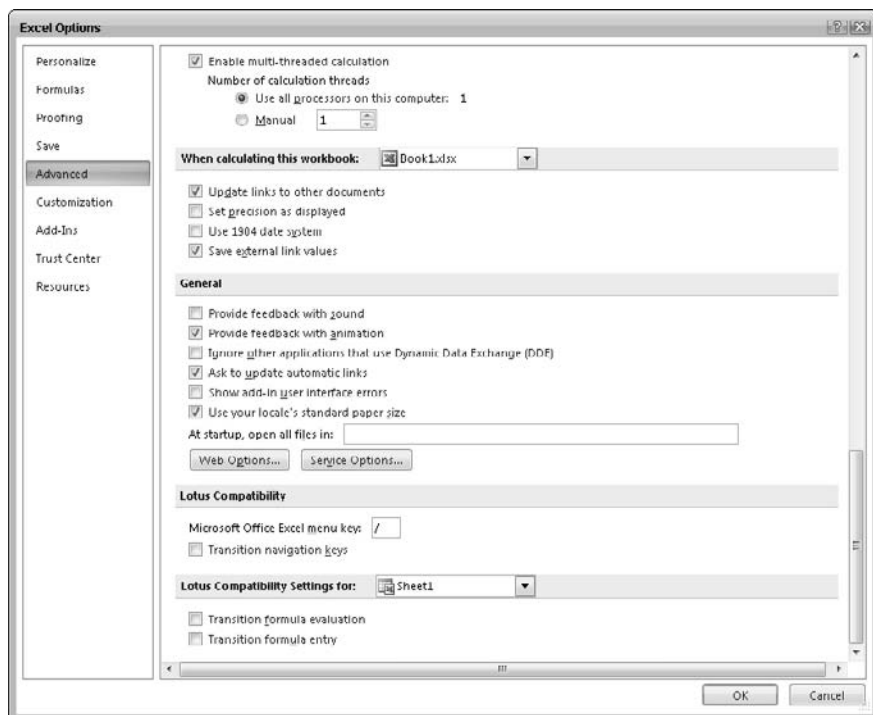 Excel Options
Personalize
Formulas
Proofing
Save
Advanced
Customization
Add-Ins
Trust Center
Resources
Enable multi-threaded calculation
Number of calculation threads
Use all processors on this computer: 1
Manual 1
When calculating this workbook: Book1.xlsx
Update links to other documents
Set precision as displayed
Use 1904 date system
Save external link values
General
Provide feedback with sound
Provide feedback with animation
Ignore other applications that use Dynamic Data Exchange (DDE)
Ask to update automatic links
Show add-in user interface errors
Use your locale's standard paper size
At startup, open all files in:
Web Options... Service Options...
Lotus Compatibility
Microsoft Office Excel menu key: /
Transition navigation keys
Lotus Compatibility Settings for: Sheet1
Transition formula evaluation
Transition formula entry
OK Cancel